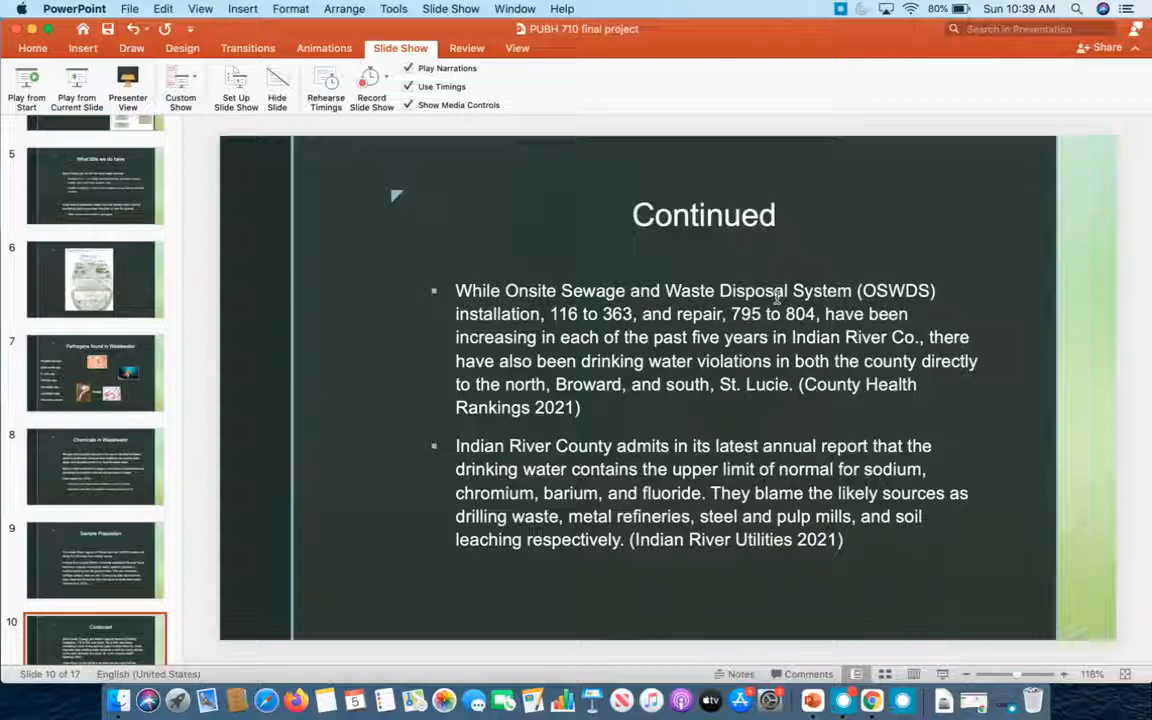 PowerPoint File Edit View Insert Format Arrange Tools Slide Show Window Help 80% Sun 10:39 AM
PUBH 710 final project
Search in Presentation
Home Insert Draw Design Transitions Animations Slide Show Review View
Share
Play from Start
Play from Current Slide
Presenter View
Custom Show
Set Up Slide Show
Hide Slide
Rehearse Timings
Record Slide Show
Play Narrations
Use Timings
Show Media Controls
5
What little we do have
6
7
Pathogens found in Wastewater
8
Chemicals in Wastewater
9
Sample Population
10
Continued
Continued
While Onsite Sewage and Waste Disposal System (OSWDS)
installation, 116 to 363, and repair, 795 to 804, have been
increasing in each of the past five years in Indian River Co., there
have also been drinking water violations in both the county directly
to the north, Broward, and south, St. Lucie. (County Health
Rankings 2021)
Indian River County admits in its latest annual report that the
drinking water contains the upper limit of normal for sodium,
chromium, barium, and fluoride. They blame the likely sources as
drilling waste, metal refineries, steel and pulp mills, and soil
leaching respectively. (Indian River Utilities 2021)
Slide 10 of 17 English (United States) Notes Comments 118%